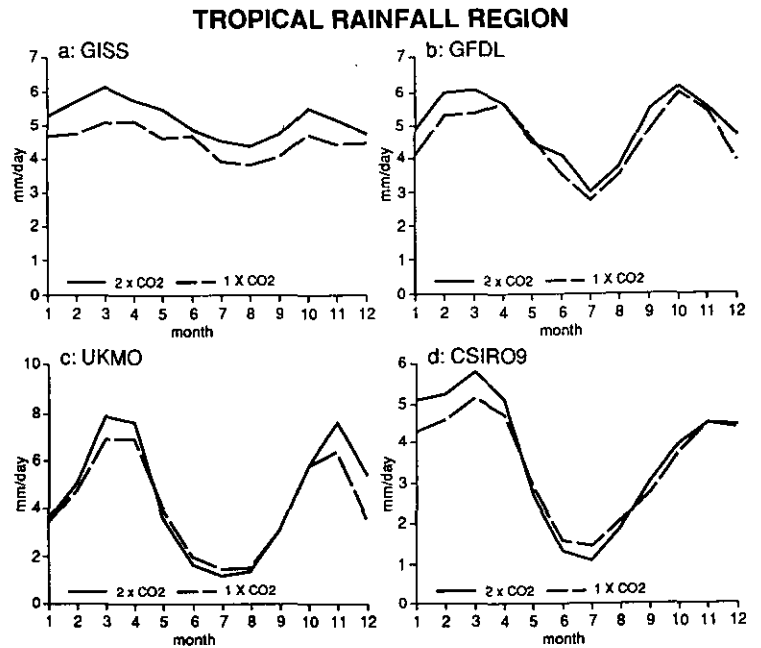 TROPICAL RAINFALL REGION
a: GISS
7
6
5
4
3
2
1
0
mm/day
2 x CO2
1 X CO2
1 2 3 4 5 6 7 8 9 10 11 12
month
b: GFDL
7
6
5
4
3
2
1
0
mm/day
2 x CO2
1 X CO2
1 2 3 4 5 6 7 8 9 10 11 12
month
c: UKMO
10
8
6
4
2
0
mm/day
2 x CO2
1 X CO2
1 2 3 4 5 6 7 8 9 10 11 12
month
d: CSIRO9
6
5
4
3
2
1
0
mm/day
2 x CO2
1 X CO2
1 2 3 4 5 6 7 8 9 10 11 12
month